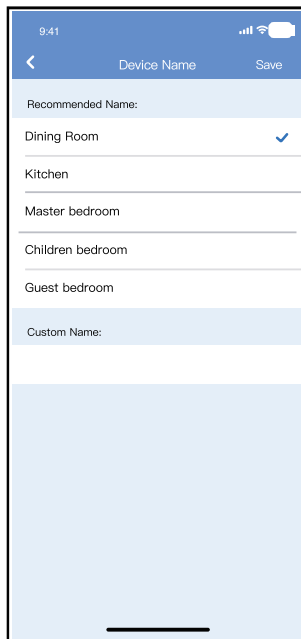 9:41
Device Name Save
Recommended Name:
Dining Room
Kitchen
Master bedroom
Children bedroom
Guest bedroom
Custom Name: